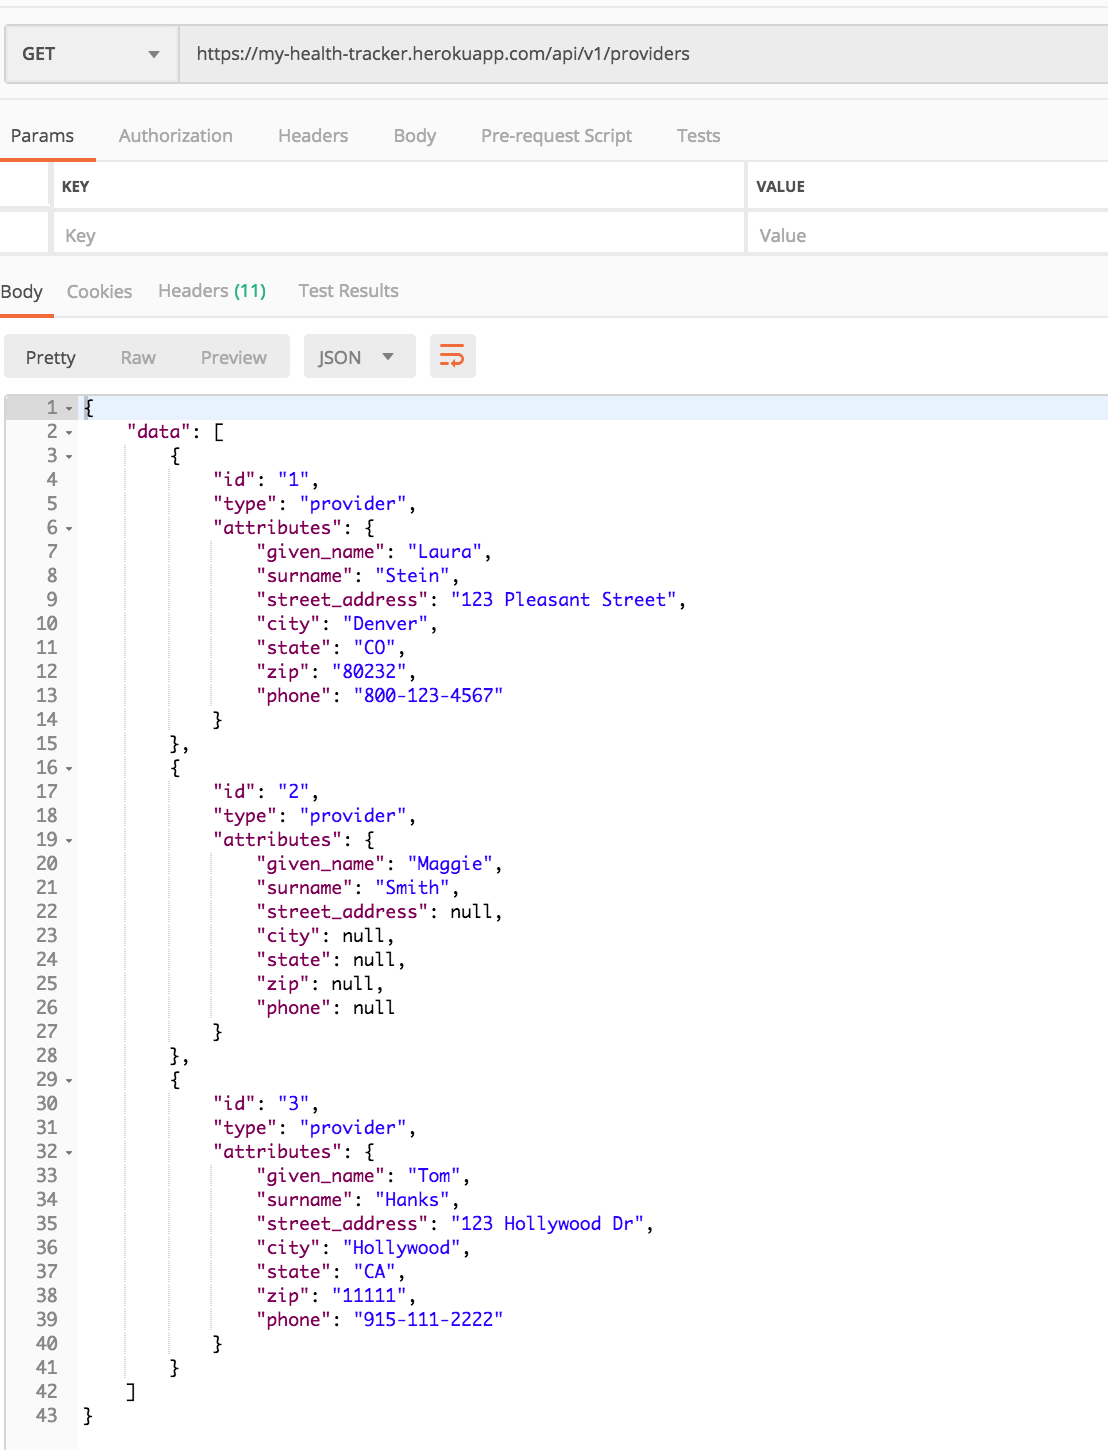 GET https://my-health-tracker.herokuapp.com/api/v1/providers
Params Authorization Headers Body Pre-request Script Tests
KEY VALUE
Key Value
Body Cookies Headers (11) Test Results
Pretty Raw Preview JSON
1 {
2 "data": [
3 {
4 "id": "1",
5 "type": "provider",
6 "attributes": {
7 "given_name": "Laura",
8 "surname": "Stein",
9 "street_address": "123 Pleasant Street",
10 "city": "Denver",
11 "state": "CO",
12 "zip": "80232",
13 "phone": "800-123-4567"
14 }
15 },
16 {
17 "id": "2",
18 "type": "provider",
19 "attributes": {
20 "given_name": "Maggie",
21 "surname": "Smith",
22 "street_address": null,
23 "city": null,
24 "state": null,
25 "zip": null,
26 "phone": null
27 }
28 },
29 {
30 "id": "3",
31 "type": "provider",
32 "attributes": {
33 "given_name": "Tom",
34 "surname": "Hanks",
35 "street_address": "123 Hollywood Dr",
36 "city": "Hollywood",
37 "state": "CA",
38 "zip": "11111",
39 "phone": "915-111-2222"
40 }
41 }
42 ]
43 }